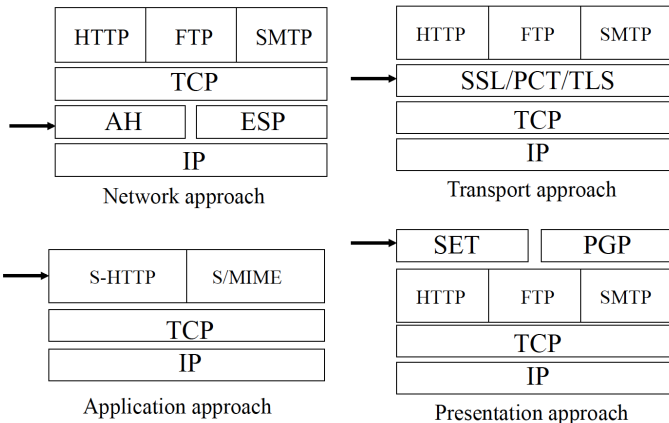 HTTP FTP SMTP
TCP
AH ESP
IP
Network approach
HTTP FTP SMTP
SSL/PCT/TLS
TCP
IP
Transport approach
S-HTTP S/MIME
TCP
IP
Application approach
SET PGP
HTTP FTP SMTP
TCP
IP
Presentation approach